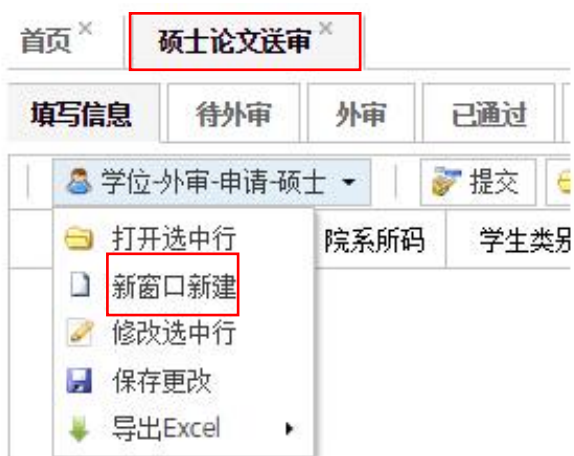 首页 × 硕士论文送审 ×
填写信息 待外审 外审 已通过
学位-外审-申请-硕士 提交
打开选中行 院系所码 学生类别
新窗口新建
修改选中行
保存更改
导出Excel